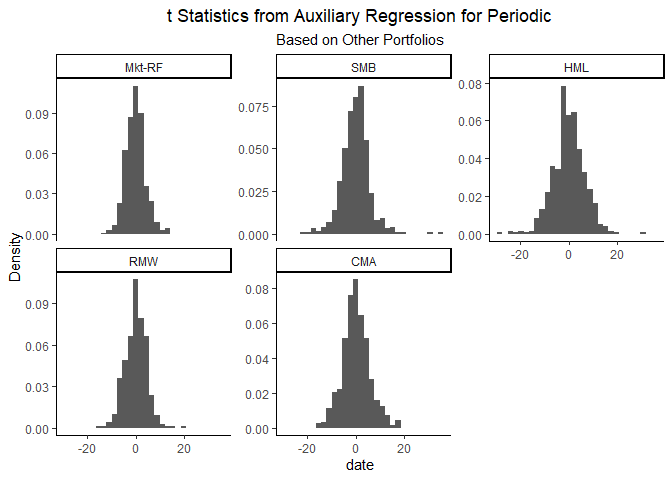 t Statistics from Auxiliary Regression for Periodic
Based on Other Portfolios
Mkt-RF
SMB
HML
0.09
0.06
0.03
0.00
0.075
0.050
0.025
0.000
0.08
0.06
0.04
0.02
0.00
-20 0 20
Density
RMW
CMA
0.09
0.06
0.03
0.00
0.08
0.06
0.04
0.02
0.00
-20 0 20
-20 0 20
date